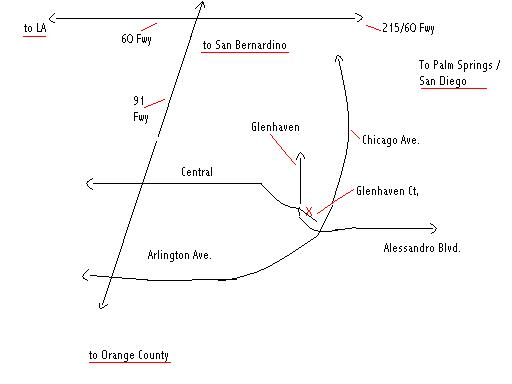 to LA
60 Fwy
to San Bernardino
215/60 Fwy
To Palm Springs /
San Diego
91
Fwy
Glenhaven
Chicago Ave.
Central
Glenhaven Ct,
X
Arlington Ave.
Alessandro Blvd.
to Orange County